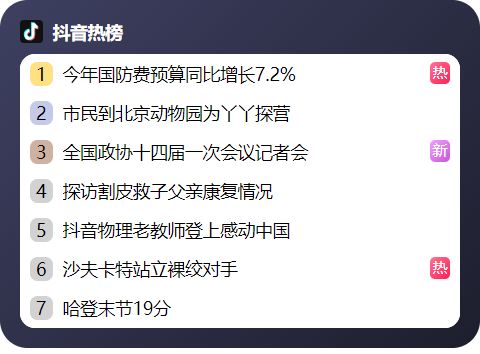 抖音热榜
1 今年国防费预算同比增长7.2% 热
2 市民到北京动物园为丫丫探营
3 全国政协十四届一次会议记者会 新
4 探访割皮救子父亲康复情况
5 抖音物理老教师登上感动中国
6 沙夫卡特站立裸绞对手 热
7 哈登末节19分